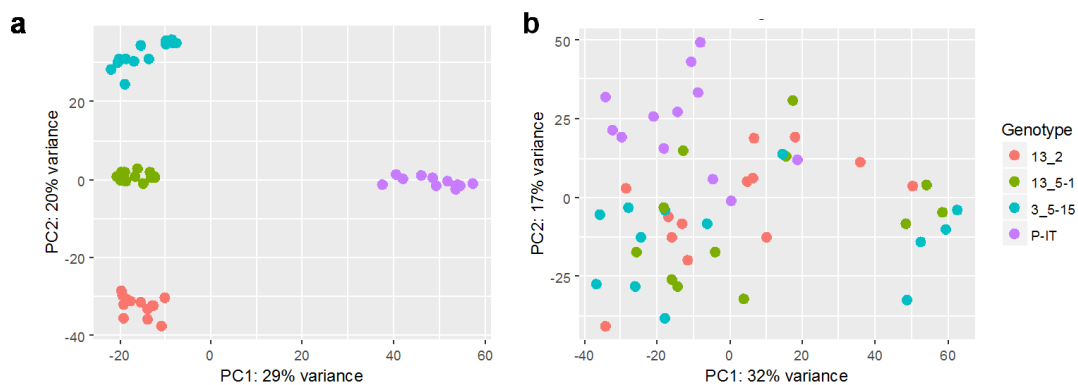 a
20
0
-20
-40
PC2: 20% variance
-20
0
20
40
60
PC1: 29% variance
b
50
25
0
-25
PC2: 17% variance
-40
-20
0
20
40
60
PC1: 32% variance
Genotype
13_2
13_5-1
3_5-15
P-IT